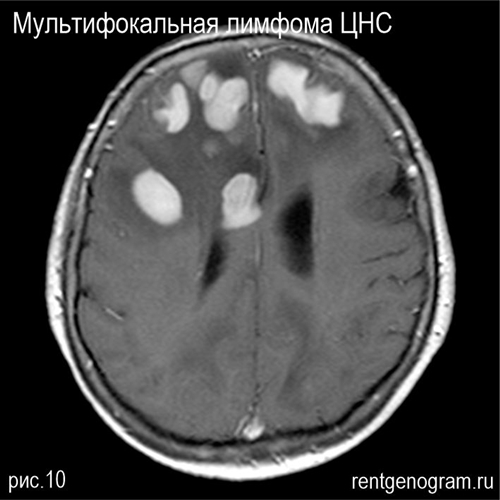 Мультифокальная лимфома ЦНС
рис.10
rentgenogram.ru